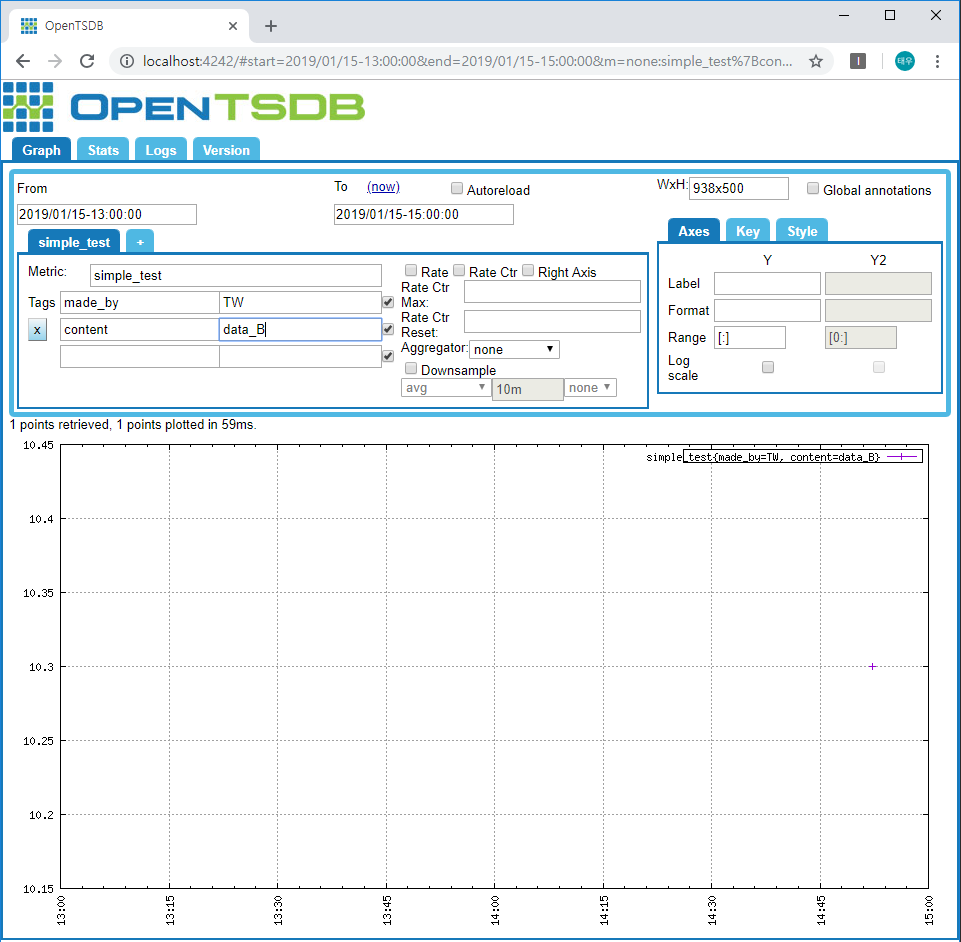 OpenTSDB
localhost:4242/#start=2019/01/15-13:00:00&end=2019/01/15-15:00:00&m=none:simple_test%7Bcon...
I
태우
OPENTSDB
Graph Stats Logs Version
From To (now) Autoreload WxH: 938x500 Global annotations
2019/01/15-13:00:00 2019/01/15-15:00:00
simple_test +
Metric: simple_test
Tags made_by TW
x content data_B
Rate Rate Ctr Right Axis
Rate Ctr
Max:
Rate Ctr
Reset:
Aggregator: none
Downsample
avg 10m none
Axes Key Style
Y Y2
Label
Format
Range [:] [0:]
Log
scale
1 points retrieved, 1 points plotted in 59ms.
simple_test{made_by=TW, content=data_B}
10.45
10.4
10.35
10.3
10.25
10.2
10.15
13:00 13:15 13:30 13:45 14:00 14:15 14:30 14:45 15:00